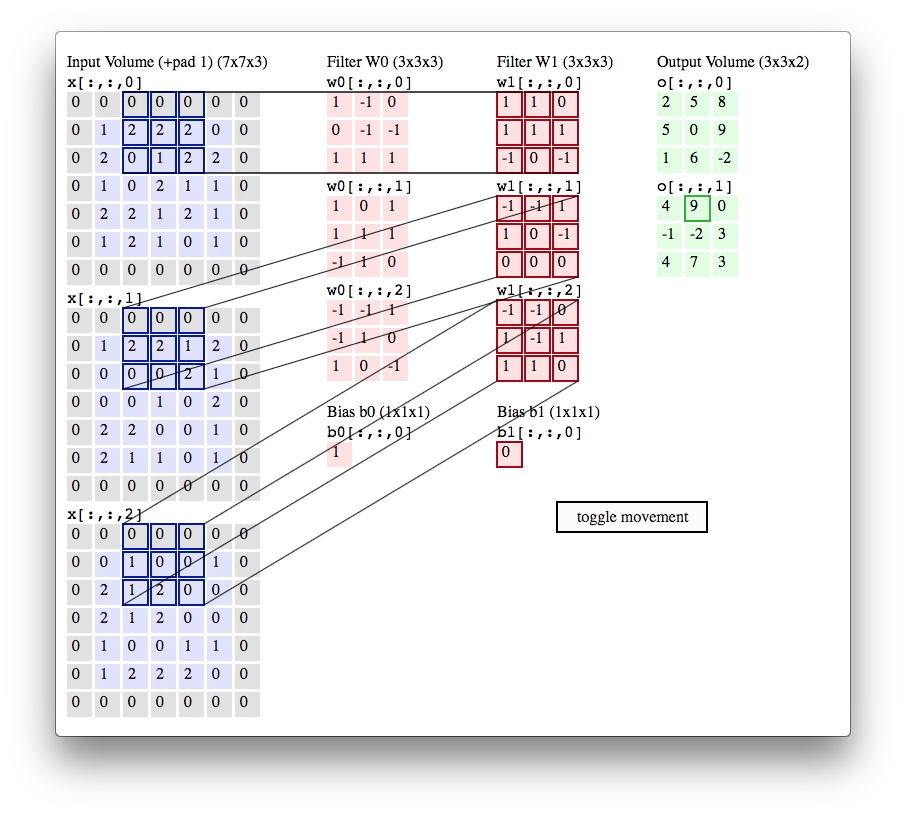 Input Volume (+pad 1) (7x7x3)
x[:,:,0]
0 0 0 0 0 0 0
0 1 2 2 2 0 0
0 2 0 1 2 2 0
0 1 0 2 1 1 0
0 2 2 1 2 1 0
0 1 2 1 0 1 0
0 0 0 0 0 0 0
x[:,:,1]
0 0 0 0 0 0 0
0 1 2 2 1 2 0
0 0 0 0 2 1 0
0 0 0 1 0 2 0
0 2 2 0 0 1 0
0 2 1 1 0 1 0
0 0 0 0 0 0 0
x[:,:,2]
0 0 0 0 0 0 0
0 0 1 0 0 1 0
0 2 1 2 0 0 0
0 2 1 2 0 0 0
0 1 0 0 1 1 0
0 1 2 2 2 0 0
0 0 0 0 0 0 0
Filter W0 (3x3x3)
w0[:,:,0]
1 -1 0
0 -1 -1
1 1 1
w0[:,:,1]
1 0 1
1 1 1
-1 1 0
w0[:,:,2]
-1 -1 1
-1 1 0
1 0 -1
Bias b0 (1x1x1)
b0[:,:,0]
1
Filter W1 (3x3x3)
w1[:,:,0]
1 1 0
1 1 1
-1 0 -1
w1[:,:,1]
-1 -1 1
1 0 -1
0 0 0
w1[:,:,2]
-1 -1 0
1 -1 1
1 1 0
Bias b1 (1x1x1)
b1[:,:,0]
0
Output Volume (3x3x2)
o[:,:,0]
2 5 8
5 0 9
1 6 -2
o[:,:,1]
4 9 0
-1 -2 3
4 7 3
toggle movement